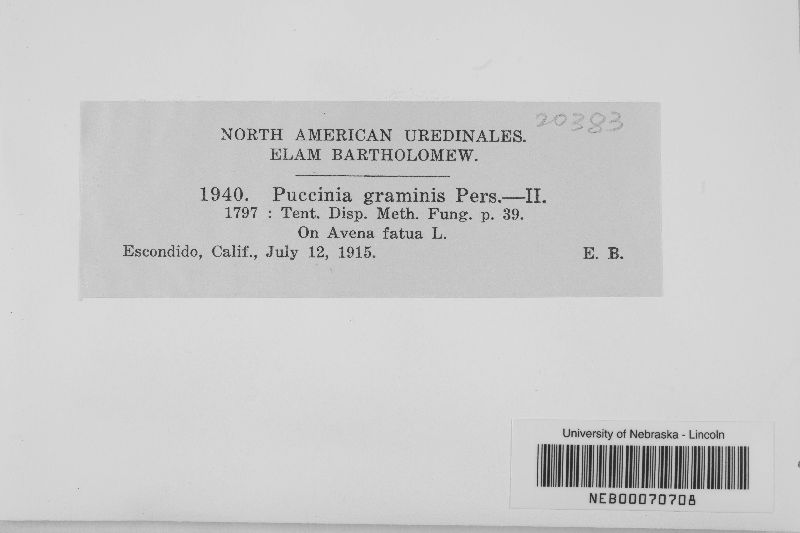 20383
NORTH AMERICAN UREDINALES.
ELAM BARTHOLOMEW.
1940. Puccinia graminis Pers.—II.
1797 : Tent. Disp. Meth. Fung. p. 39.
On Avena fatua L.
Escondido, Calif., July 12, 1915. E. B.
University of Nebraska - Lincoln
NEB00070708